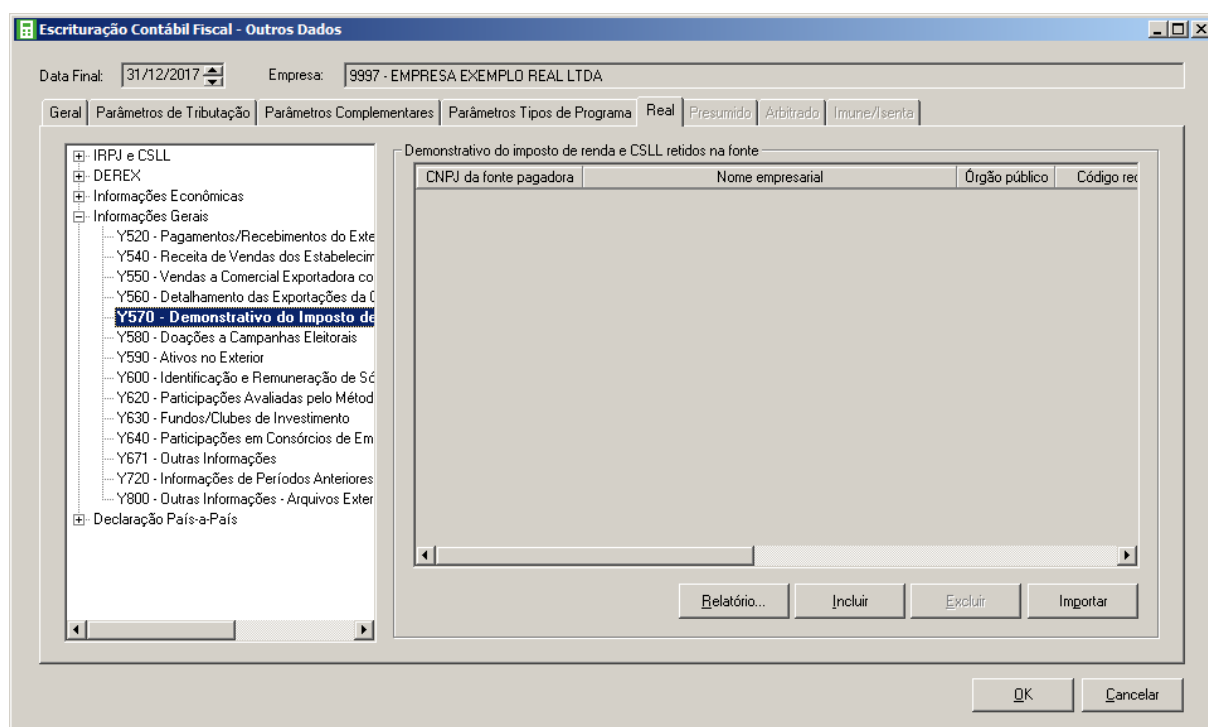 Escrituração Contábil Fiscal - Outros Dados
Data Final: 31/12/2017 Empresa: 9997 - EMPRESA EXEMPLO REAL LTDA
Geral Parâmetros de Tributação Parâmetros Complementares Parâmetros Tipos de Programa Real Presumido Arbitrado Imune/Isenta
IRPJ e CSLL
DEREX
Informações Econômicas
Informações Gerais
Y520 - Pagamentos/Recebimentos do Exte
Y540 - Receita de Vendas dos Estabelecim
Y550 - Vendas a Comercial Exportadora co
Y560 - Detalhamento das Exportações da C
Y570 - Demonstrativo do Imposto de
Y580 - Doações a Campanhas Eleitorais
Y590 - Ativos no Exterior
Y600 - Identificação e Remuneração de Só
Y620 - Participações Avaliadas pelo Métod
Y630 - Fundos/Clubes de Investimento
Y640 - Participações em Consórcios de Em
Y671 - Outras Informações
Y720 - Informações de Períodos Anteriores
Y800 - Outras Informações - Arquivos Exter
Declaração País-a-País
Demonstrativo do imposto de renda e CSLL retidos na fonte
CNPJ da fonte pagadora Nome empresarial Órgão público Código rec
Relatório... Incluir Excluir Importar
OK Cancelar